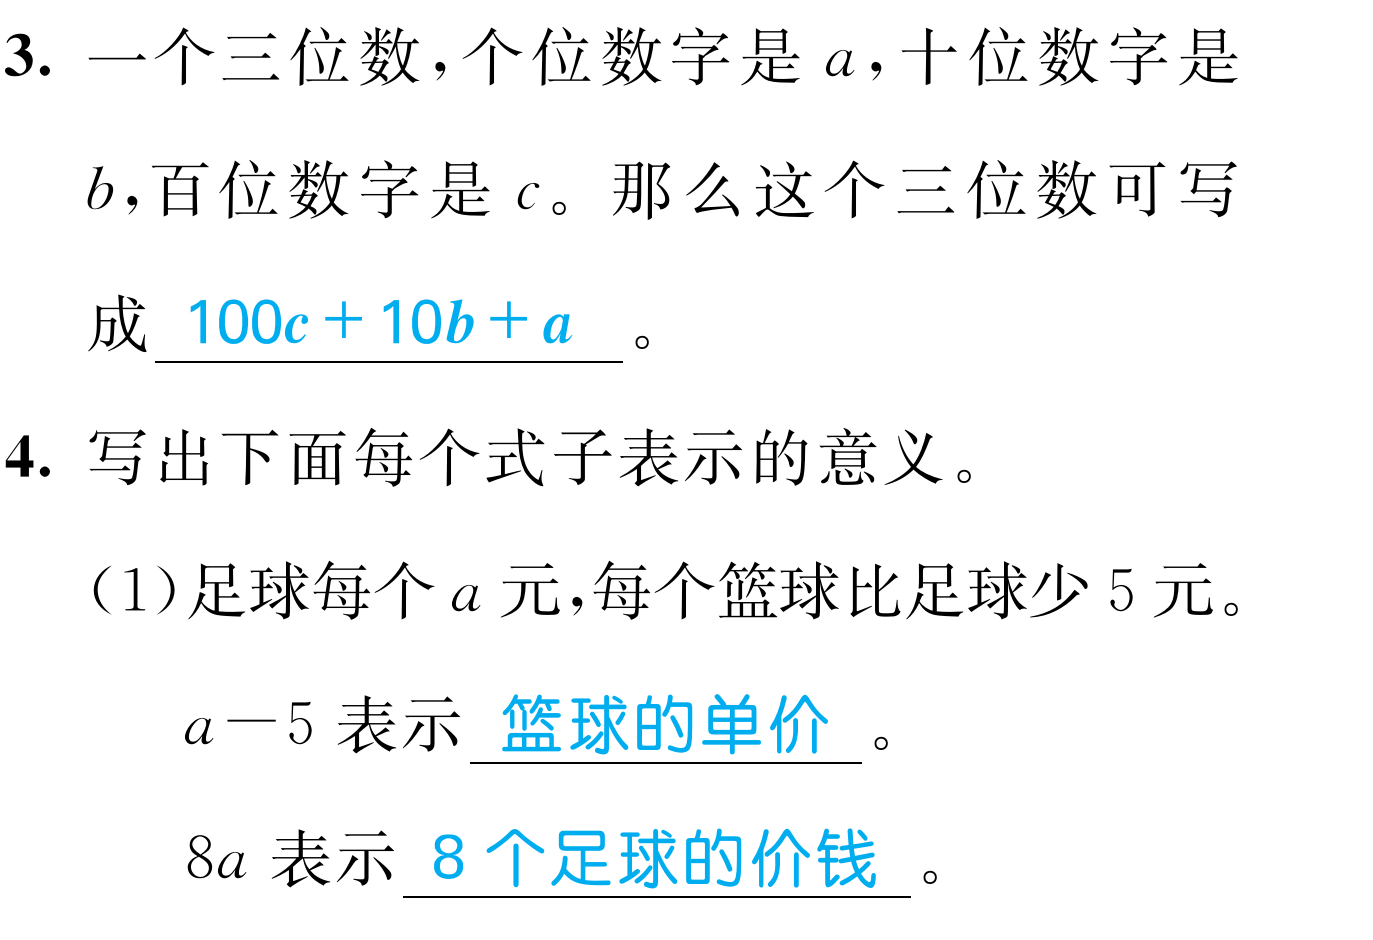 3. 一个三位数,个位数字是 a,十位数字是
b,百位数字是 c。那么这个三位数可写
成 100c+10b+a 。
4. 写出下面每个式子表示的意义。
(1)足球每个 a 元,每个篮球比足球少 5 元。
a－5 表示 篮球的单价 。
8a 表示 8 个足球的价钱 。